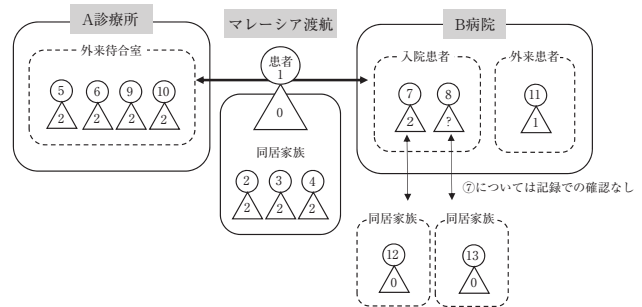 A診療所
マレーシア渡航
B病院
外来待合室
患者
1
0
入院患者
外来患者
5
6
9
10
2
2
2
2
7
8
11
2
?
1
同居家族
2
3
4
2
2
2
⑦については記録での確認なし
同居家族
同居家族
12
13
0
0